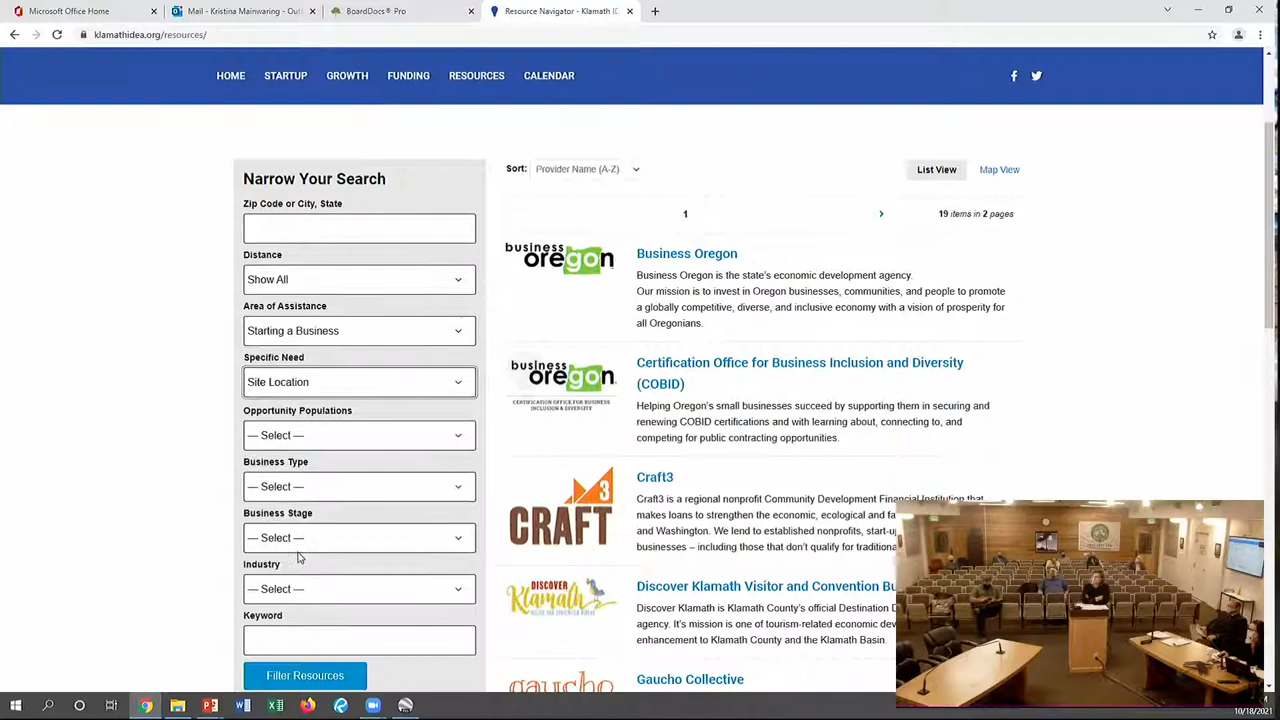 Microsoft Office Home
Mail - Kristina Mainwaring - Out
BoardDocs® Pro
Resource Navigator - Klamath ID
klamathidea.org/resources/
HOME STARTUP GROWTH FUNDING RESOURCES CALENDAR
Narrow Your Search
Zip Code or City, State
Distance
Show All
Area of Assistance
Starting a Business
Specific Need
Site Location
Opportunity Populations
— Select —
Business Type
— Select —
Business Stage
— Select —
Industry
— Select —
Keyword
Filter Resources
Sort: Provider Name (A-Z)
List View Map View
1
19 items in 2 pages
business
oregon
Business Oregon
Business Oregon is the state's economic development agency.
Our mission is to invest in Oregon businesses, communities, and people to promote
a globally competitive, diverse, and inclusive economy with a vision of prosperity for
all Oregonians.
business
oregon
CERTIFICATION OFFICE FOR BUSINESS
INCLUSION & DIVERSITY
Certification Office for Business Inclusion and Diversity
(COBID)
Helping Oregon's small businesses succeed by supporting them in securing and
renewing COBID certifications and with learning about, connecting to, and
competing for public contracting opportunities.
3
CRAFT
Craft3
Craft3 is a regional nonprofit Community Development Financial Institution that
makes loans to strengthen the economic, ecological and fa
and Washington. We lend to established nonprofits, start-u
businesses – including those that don't qualify for tradition
DISCOVER
Klamath
Discover Klamath Visitor and Convention Bu
Discover Klamath is Klamath County's official Destination D
agency. It's mission is one of tourism-related economic dev
enhancement to Klamath County and the Klamath Basin.
gaucho
Gaucho Collective
10/18/2021